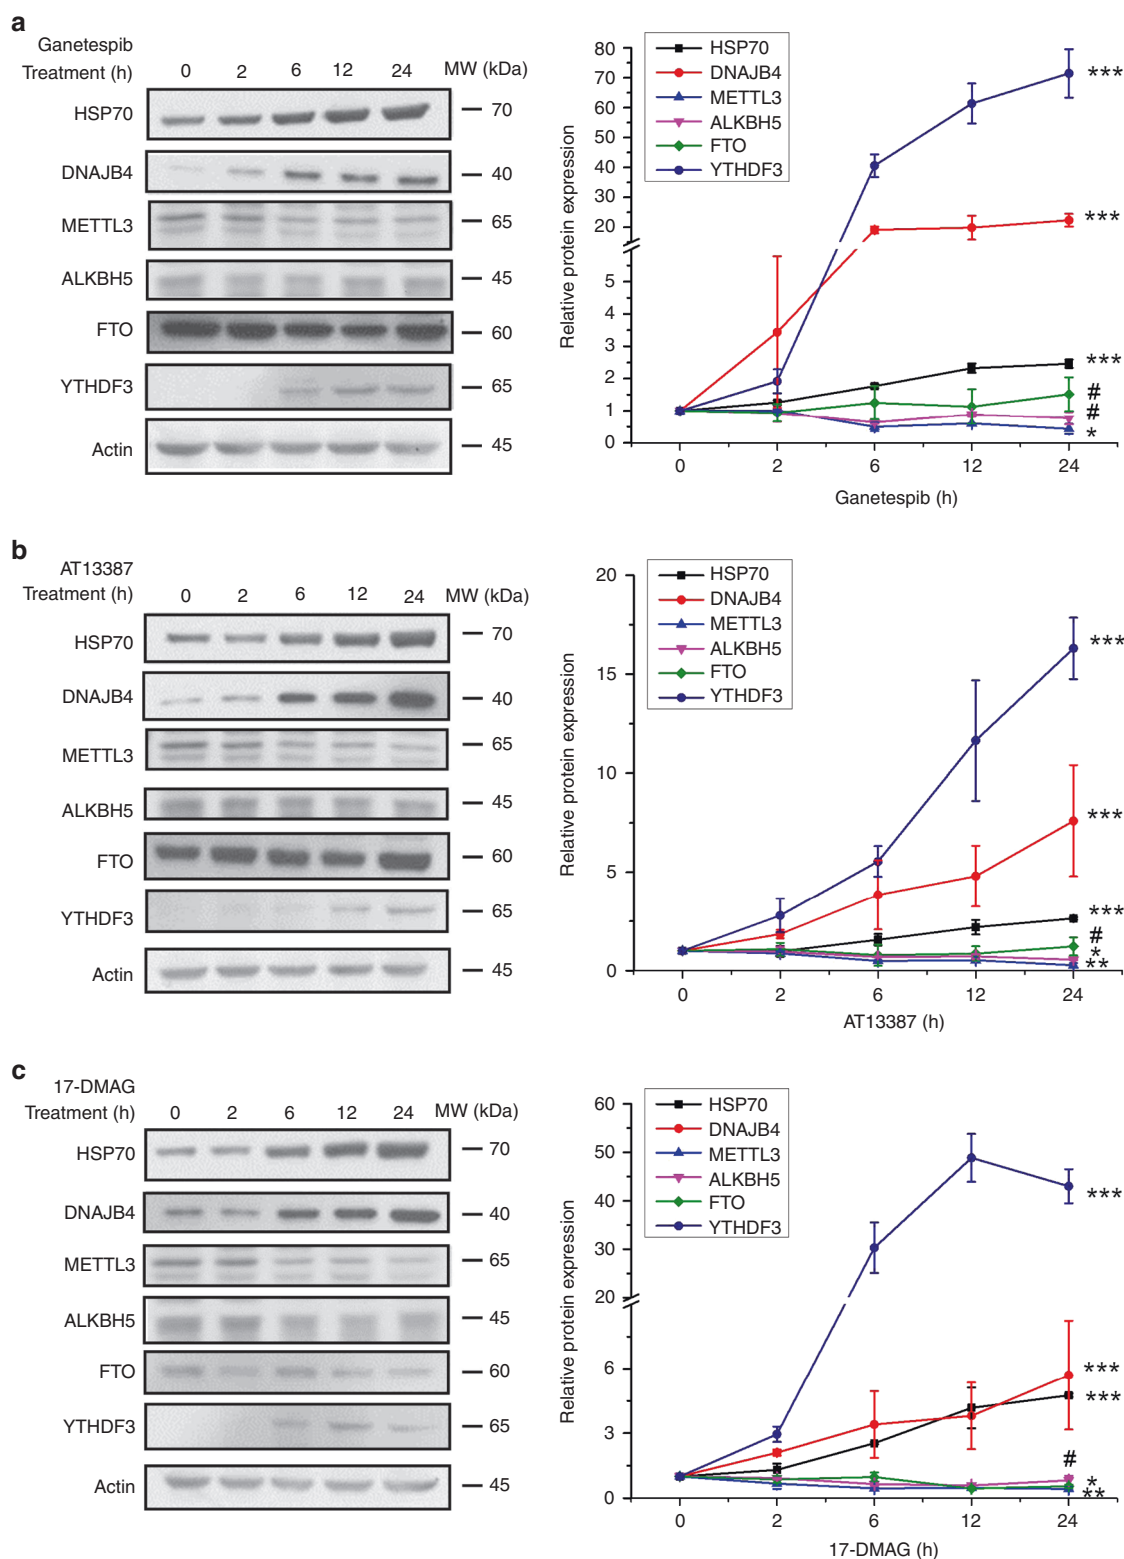 a
Ganetespib
Treatment (h) 0 2 6 12 24 MW (kDa)
HSP70 70
DNAJB4 40
METTL3 65
ALKBH5 45
FTO 60
YTHDF3 65
Actin 45
HSP70
DNAJB4
METTL3
ALKBH5
FTO
YTHDF3
Relative protein expression
80
70
60
50
40
30
20
5
4
3
2
1
0
***
***
***
#
#
*
0 2 6 12 24
Ganetespib (h)
b
AT13387
Treatment (h) 0 2 6 12 24 MW (kDa)
HSP70 70
DNAJB4 40
METTL3 65
ALKBH5 45
FTO 60
YTHDF3 65
Actin 45
HSP70
DNAJB4
METTL3
ALKBH5
FTO
YTHDF3
Relative protein expression
20
15
10
5
0
***
***
***
#
*
**
0 2 6 12 24
AT13387 (h)
c
17-DMAG
Treatment (h) 0 2 6 12 24 MW (kDa)
HSP70 70
DNAJB4 40
METTL3 65
ALKBH5 45
FTO 60
YTHDF3 65
Actin 45
HSP70
DNAJB4
METTL3
ALKBH5
FTO
YTHDF3
Relative protein expression
60
50
40
30
20
6
3
0
***
***
***
#
*
**
0 2 6 12 24
17-DMAG (h)